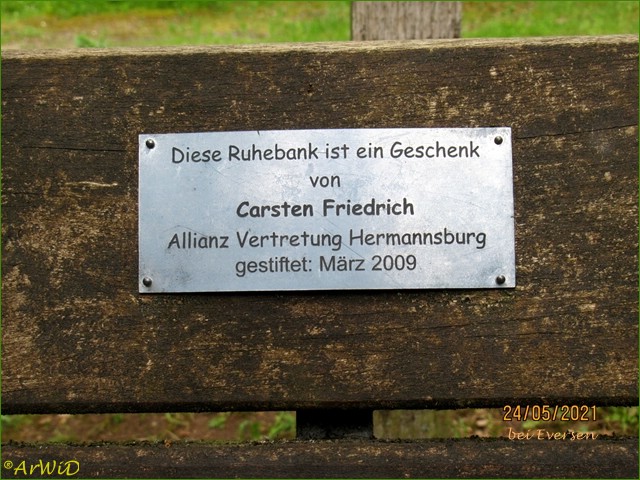 Diese Ruhebank ist ein Geschenk
von
Carsten Friedrich
Allianz Vertretung Hermannsburg
gestiftet: März 2009
24/05/2021
bei Eversen
©ArWiD